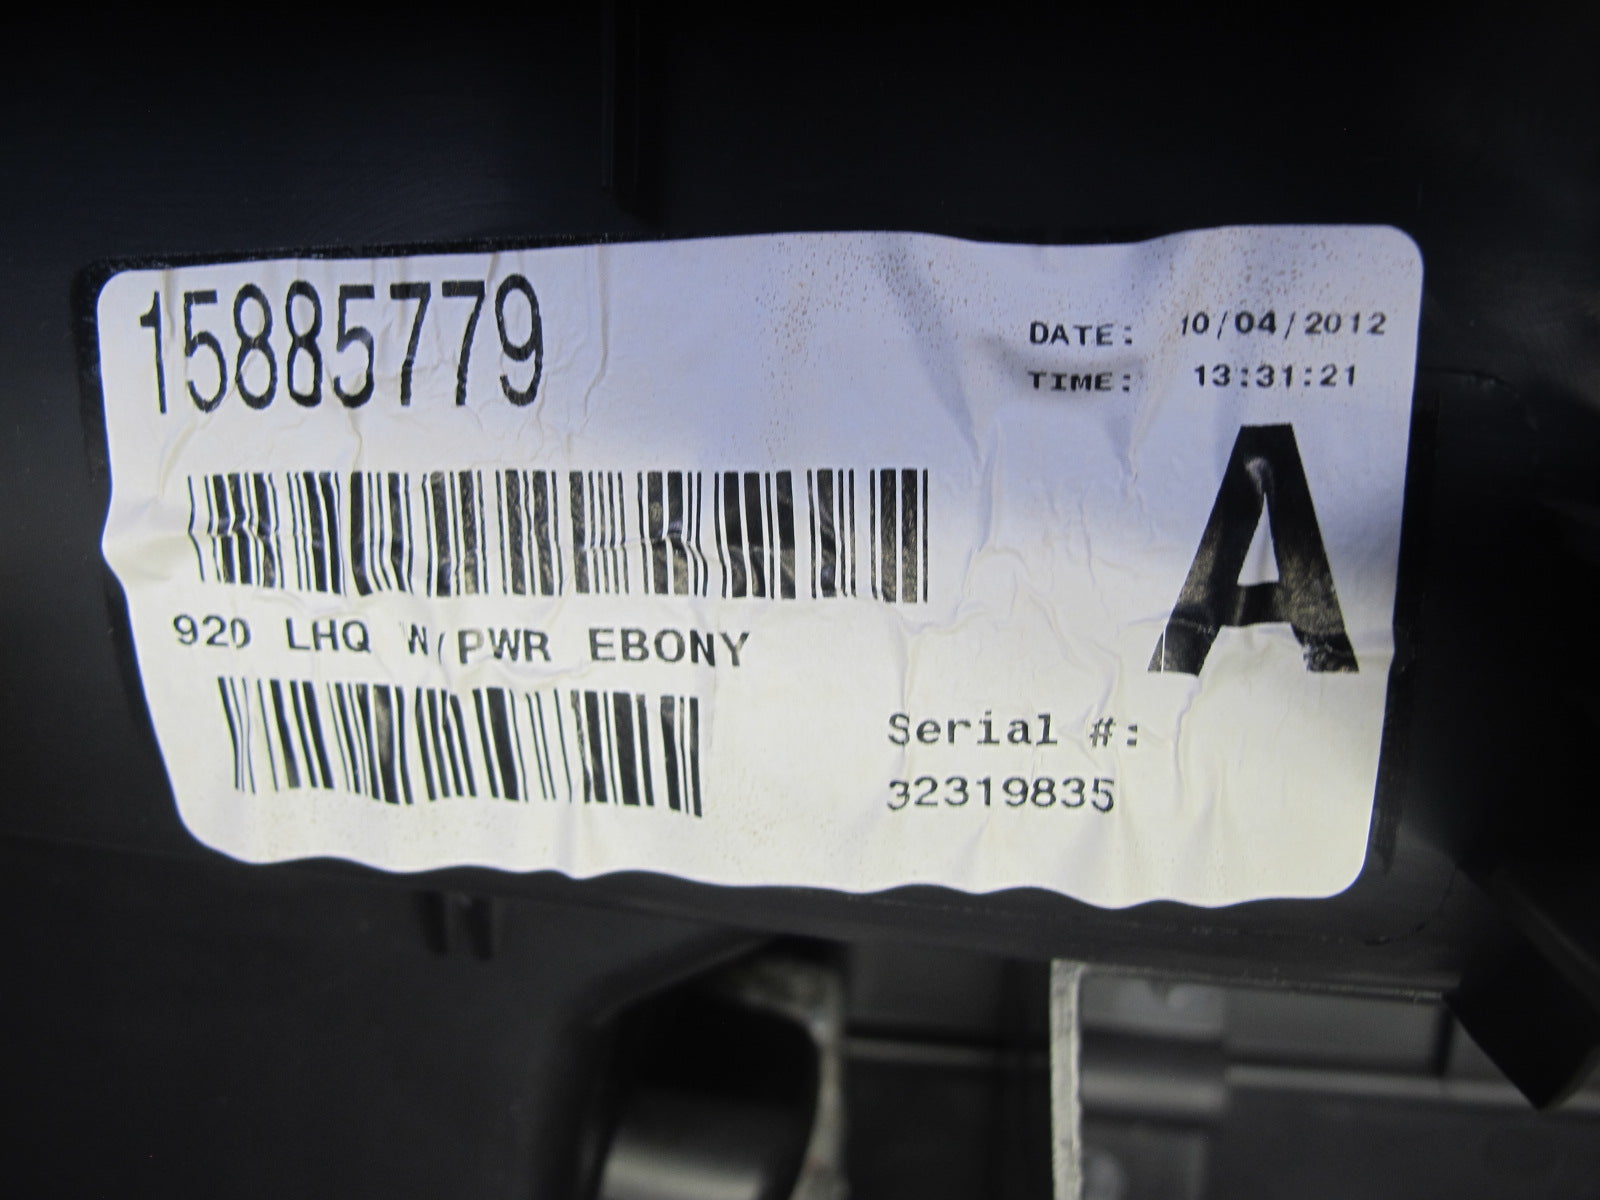 15885779
DATE: 10/04/2012
TIME: 13:31:21
A
920 LHQ W/PWR EBONY
Serial #:
32319835